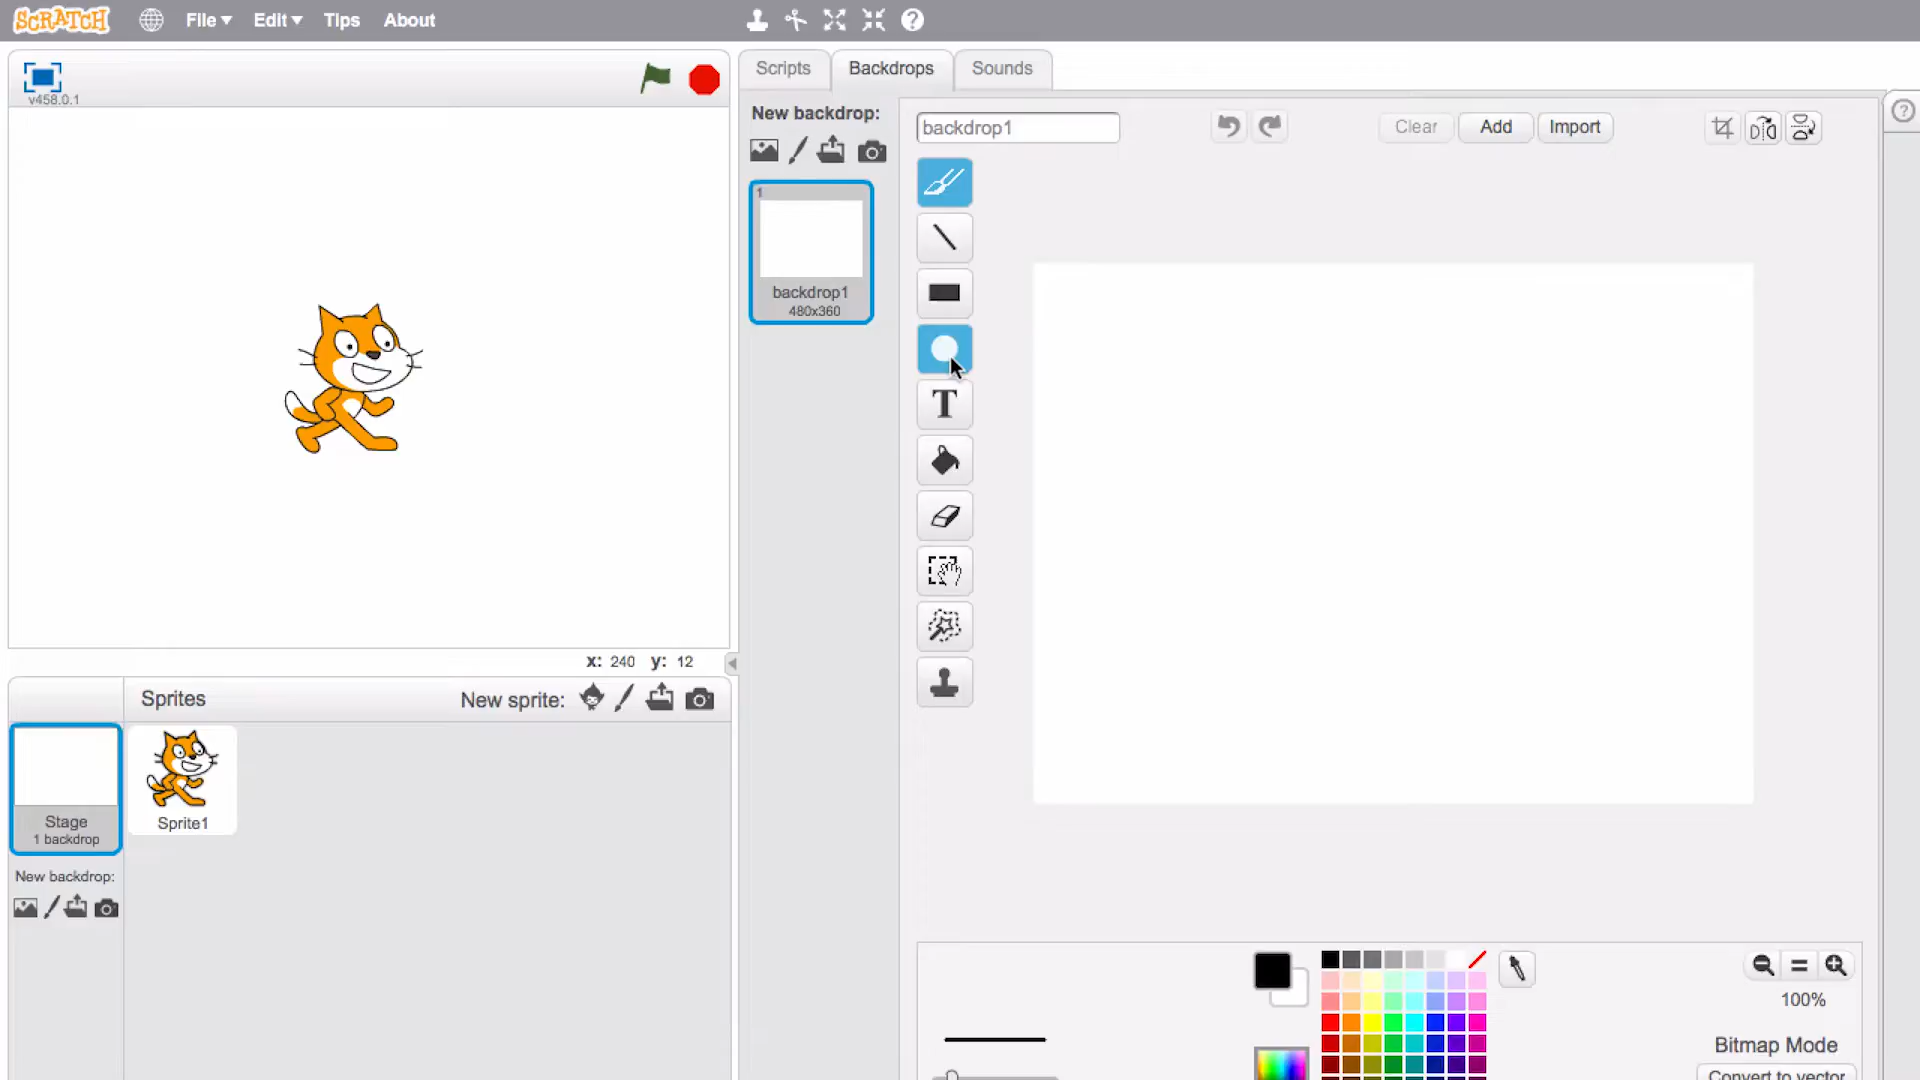 SCRATCH File Edit Tips About
v458.0.1
Scripts Backdrops Sounds
New backdrop:
backdrop1 Clear Add Import
1
backdrop1
480x360
T
x: 240 y: 12
Sprites New sprite:
Stage
1 backdrop
Sprite1
New backdrop:
100%
Bitmap Mode
Convert to vector